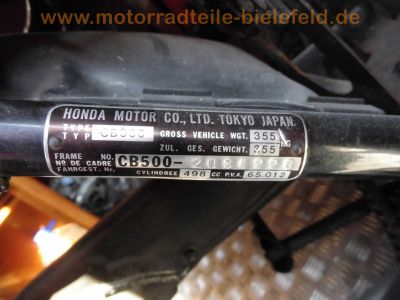 www.motorradteile-bielefeld.de
HONDA MOTOR CO., LTD. TOKYO JAPAN
TYPE
TYP CB500 GROSS VEHICLE WGT. 355 KG
ZUL. GES. GEWICHT. 355
FRAME NO.
Nº DE CADRE CB500-
FAHRGEST. Nr. CYLINDREE 498 CC P.V.A. 65.012